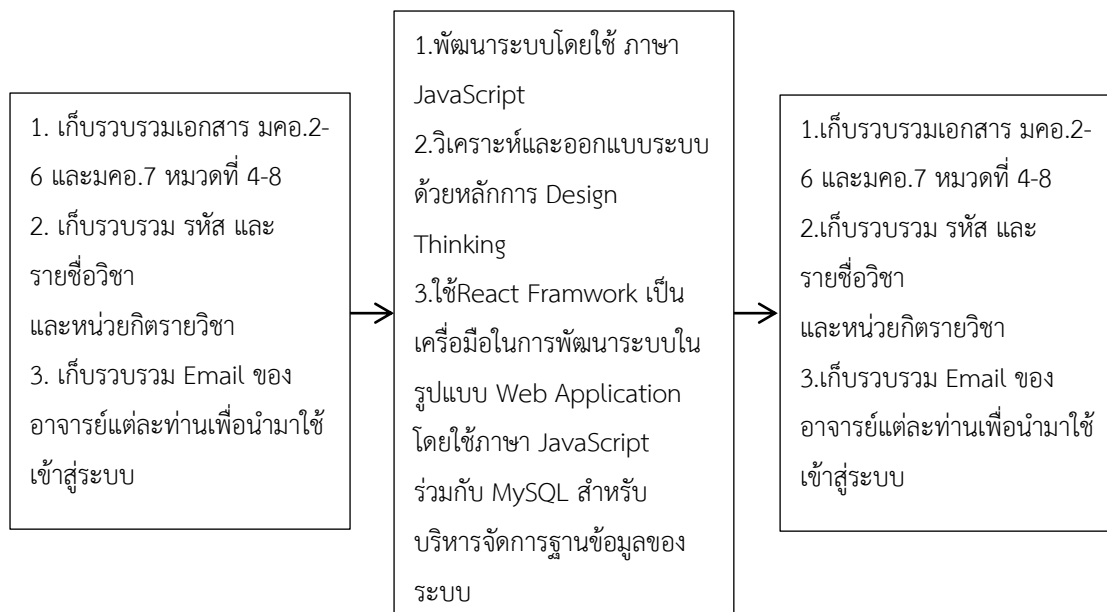 1. เก็บรวบรวมเอกสาร มคอ.2-
6 และมคอ.7 หมวดที่ 4-8
2. เก็บรวบรวม รหัส และ
รายชื่อวิชา
และหน่วยกิตรายวิชา
3. เก็บรวบรวม Email ของ
อาจารย์แต่ละท่านเพื่อนำมาใช้
เข้าสู่ระบบ
1.พัฒนาระบบโดยใช้ ภาษา
JavaScript
2.วิเคราะห์และออกแบบระบบ
ด้วยหลักการ Design
Thinking
3.ใช้React Framwork เป็น
เครื่อมือในการพัฒนาระบบใน
รูปแบบ Web Application
โดยใช้ภาษา JavaScript
ร่วมกับ MySQL สำหรับ
บริหารจัดการฐานข้อมูลของ
ระบบ
1.เก็บรวบรวมเอกสาร มคอ.2-
6 และมคอ.7 หมวดที่ 4-8
2.เก็บรวบรวม รหัส และ
รายชื่อวิชา
และหน่วยกิตรายวิชา
3.เก็บรวบรวม Email ของ
อาจารย์แต่ละท่านเพื่อนำมาใช้
เข้าสู่ระบบ